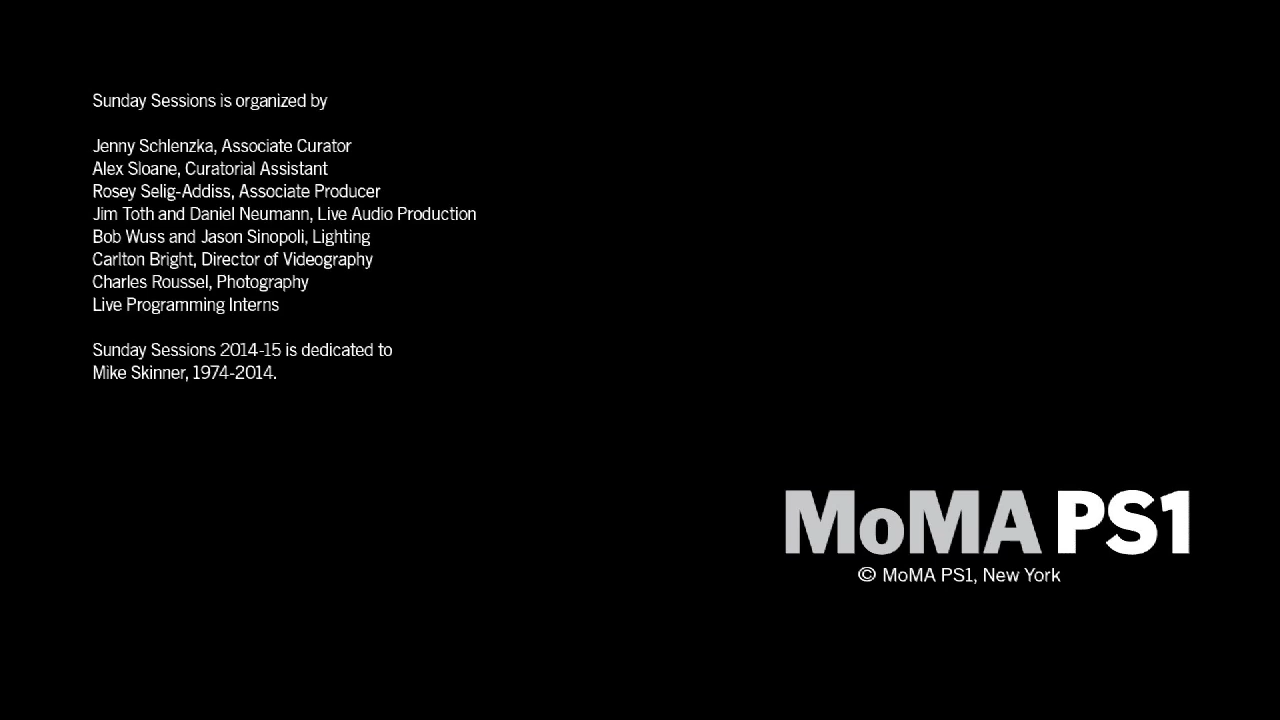 Sunday Sessions is organized by
Jenny Schlenzka, Associate Curator
Alex Sloane, Curatorial Assistant
Rosey Selig-Addiss, Associate Producer
Jim Toth and Daniel Neumann, Live Audio Production
Bob Wuss and Jason Sinopoli, Lighting
Carlton Bright, Director of Videography
Charles Roussel, Photography
Live Programming Interns
Sunday Sessions 2014-15 is dedicated to
Mike Skinner, 1974-2014.
MoMA PS1
© MoMA PS1, New York